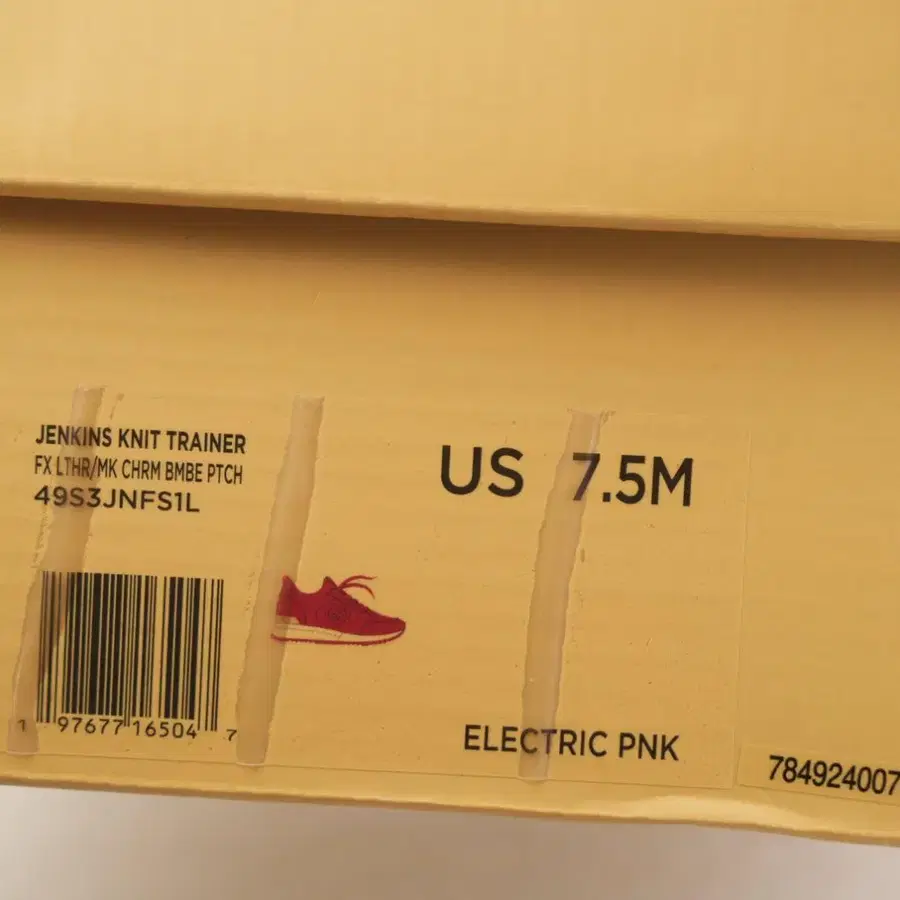 JENKINS KNIT TRAINER
FX LTHR/MK CHRM BMBE PTCH
49S3JNFS1L
US 7.5M
1 97677 16504 7
ELECTRIC PNK
784924007